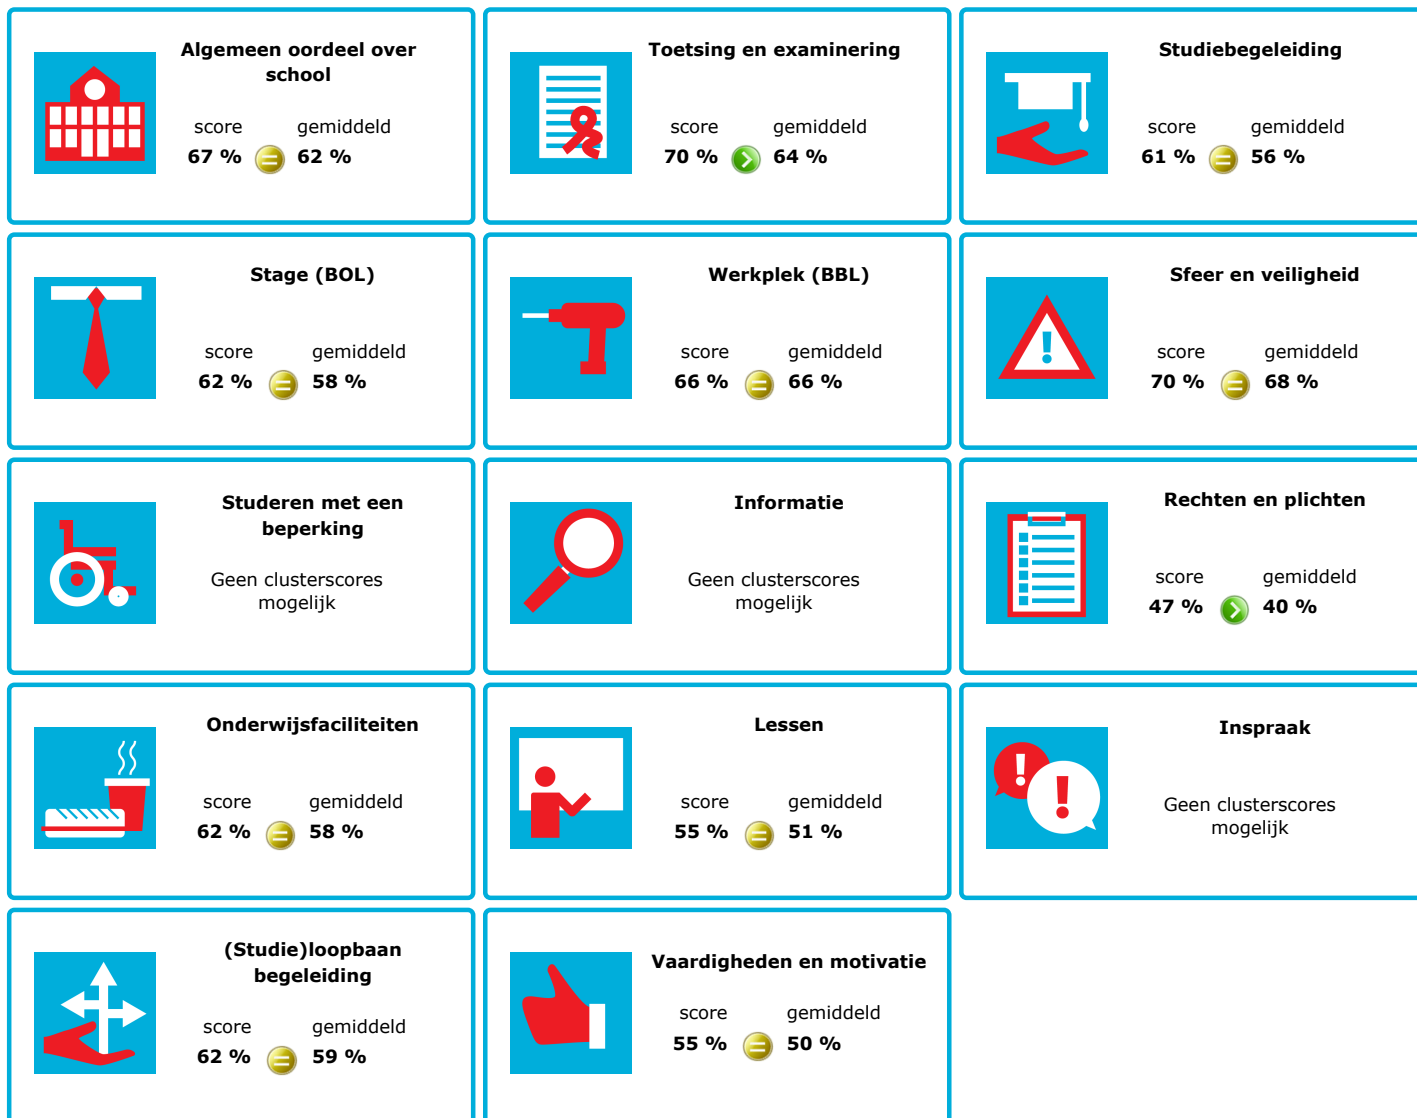 Algemeen oordeel over
school
score gemiddeld
67 % 62 %
Toetsing en examinering
score gemiddeld
70 % 64 %
Studiebegeleiding
score gemiddeld
61 % 56 %
Stage (BOL)
score gemiddeld
62 % 58 %
Werkplek (BBL)
score gemiddeld
66 % 66 %
Sfeer en veiligheid
score gemiddeld
70 % 68 %
Studeren met een
beperking
Geen clusterscores
mogelijk
Informatie
Geen clusterscores
mogelijk
Rechten en plichten
score gemiddeld
47 % 40 %
Onderwijsfaciliteiten
score gemiddeld
62 % 58 %
Lessen
score gemiddeld
55 % 51 %
Inspraak
Geen clusterscores
mogelijk
(Studie)loopbaan
begeleiding
score gemiddeld
62 % 59 %
Vaardigheden en motivatie
score gemiddeld
55 % 50 %